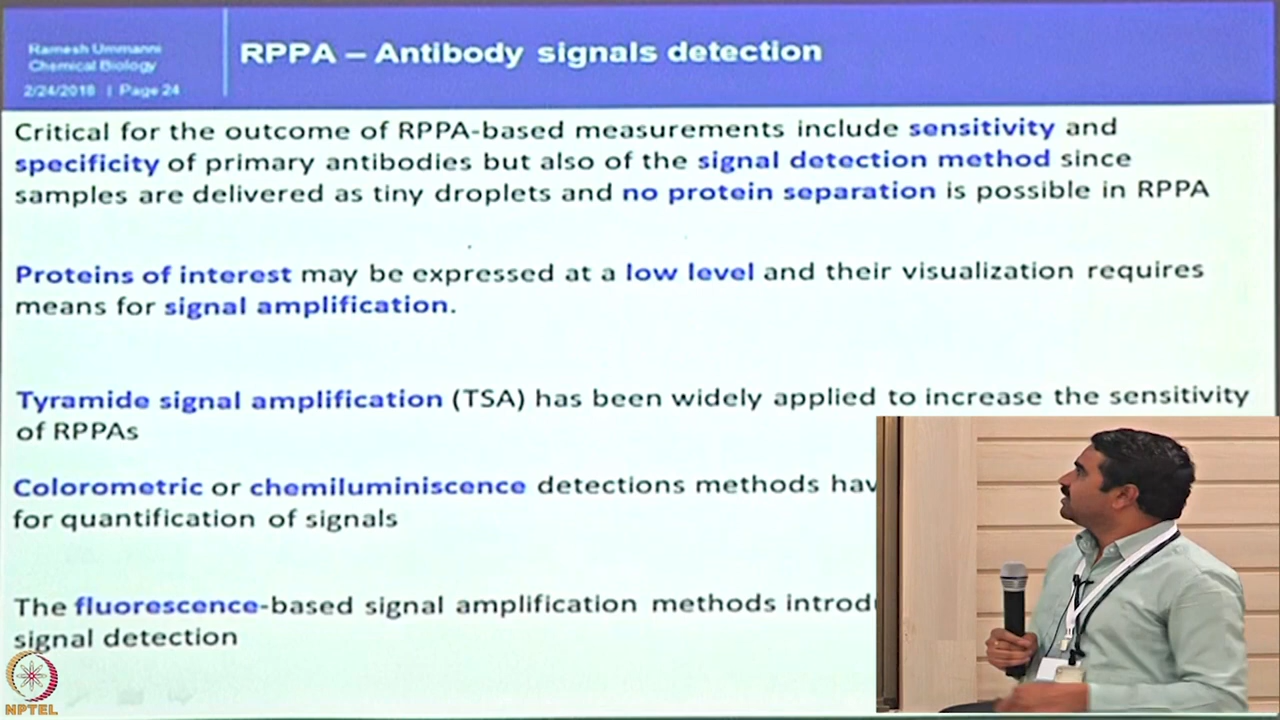 Ramesh Ummanni
Chemical Biology
2/24/2018 | Page 24
RPPA – Antibody signals detection
Critical for the outcome of RPPA-based measurements include sensitivity and
specificity of primary antibodies but also of the signal detection method since
samples are delivered as tiny droplets and no protein separation is possible in RPPA
Proteins of interest may be expressed at a low level and their visualization requires
means for signal amplification.
Tyramide signal amplification (TSA) has been widely applied to increase the sensitivity
of RPPAs
Colorometric or chemiluminiscence detections methods hav
for quantification of signals
The fluorescence-based signal amplification methods introd
signal detection
NPTEL